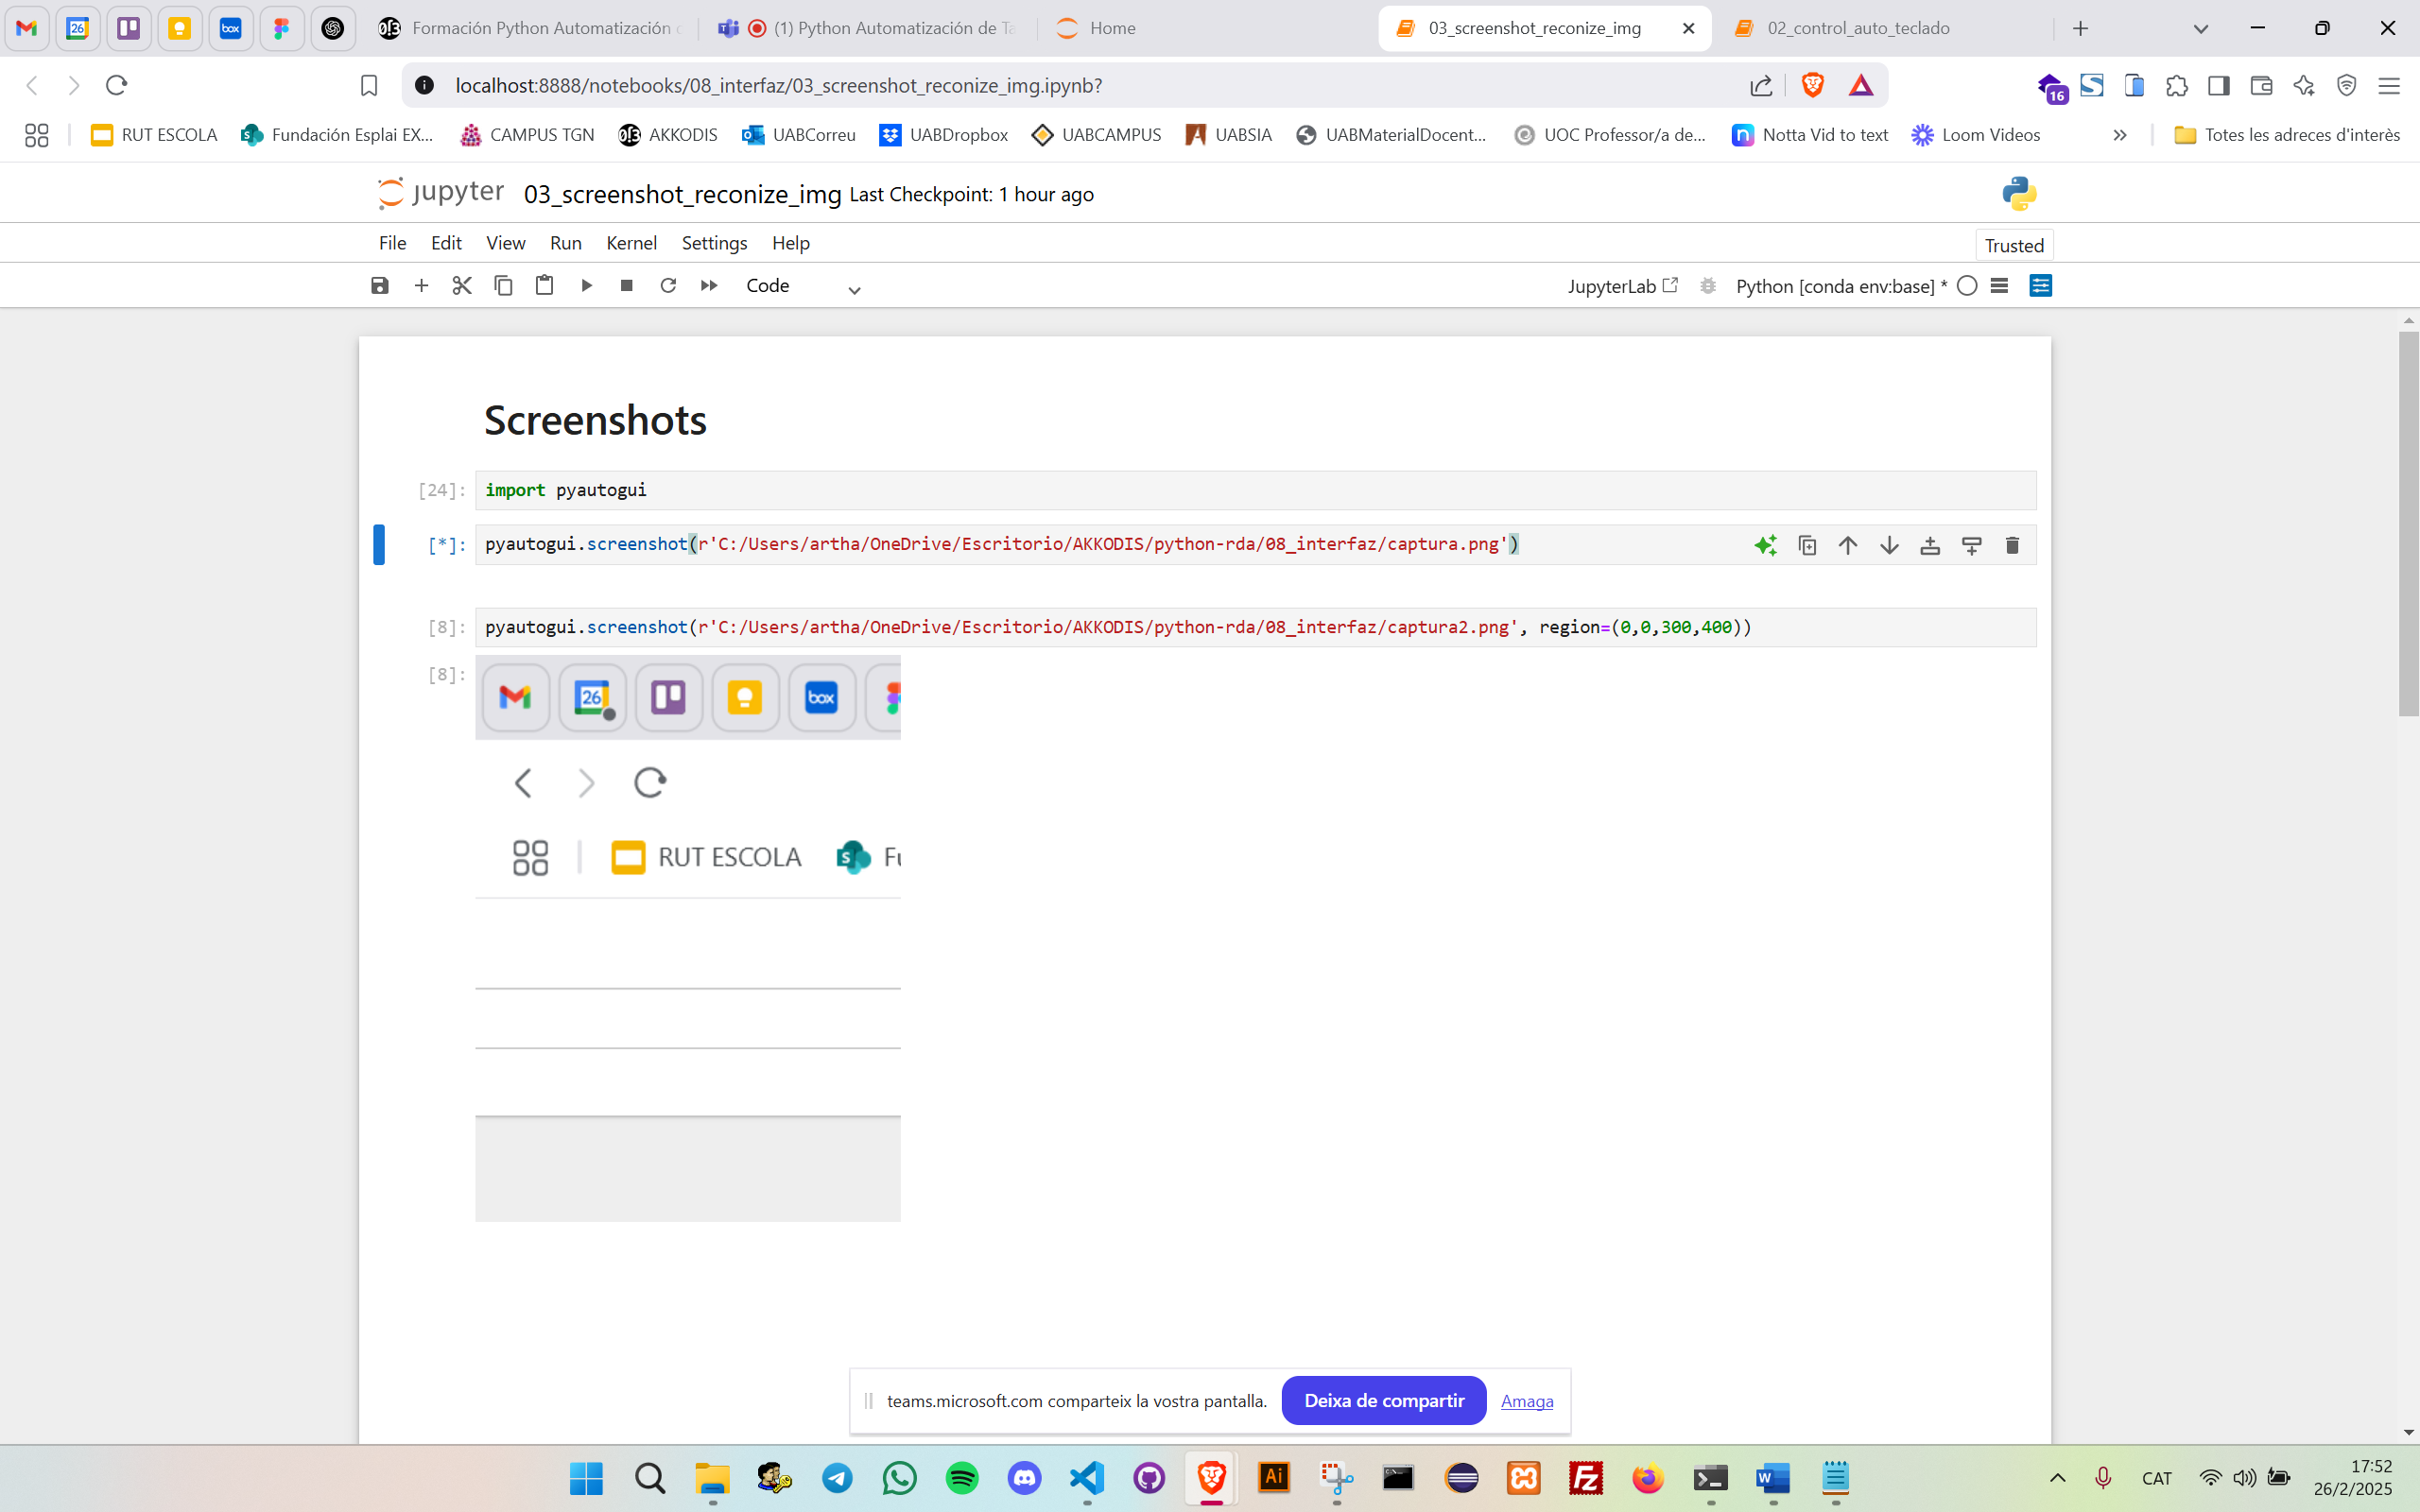 Formación Python Automatización
(1) Python Automatización de Ta
Home
03_screenshot_reconize_img
02_control_auto_teclado
localhost:8888/notebooks/08_interfaz/03_screenshot_reconize_img.ipynb?
16
RUT ESCOLA
Fundación Esplai EX...
CAMPUS TGN
AKKODIS
UABCorreu
UABDropbox
UABCAMPUS
UABSIA
UABMaterialDocent...
UOC Professor/a de...
Notta Vid to text
Loom Videos
Totes les adreces d'interès
jupyter 03_screenshot_reconize_img Last Checkpoint: 1 hour ago
File Edit View Run Kernel Settings Help
Trusted
Code
JupyterLab
Python [conda env:base] *
Screenshots
[24]: import pyautogui
[*]: pyautogui.screenshot(r'C:/Users/artha/OneDrive/Escritorio/AKKODIS/python-rda/08_interfaz/captura.png')
[8]: pyautogui.screenshot(r'C:/Users/artha/OneDrive/Escritorio/AKKODIS/python-rda/08_interfaz/captura2.png', region=(0,0,300,400))
[8]:
26
box
RUT ESCOLA
Fu
teams.microsoft.com comparteix la vostra pantalla.
Deixa de compartir
Amaga
CAT
17:52
26/2/2025